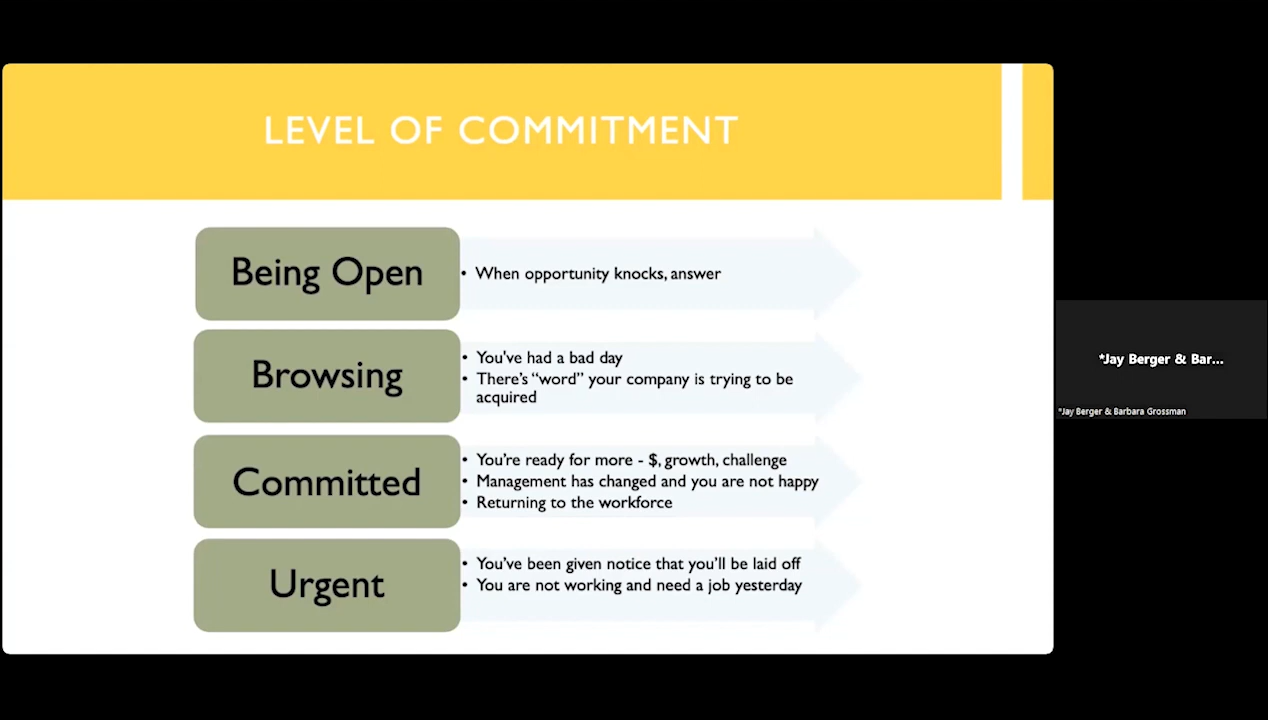 LEVEL OF COMMITMENT
Being Open
• When opportunity knocks, answer
Browsing
• You've had a bad day
• There's “word” your company is trying to be
acquired
Committed
• You're ready for more - $, growth, challenge
• Management has changed and you are not happy
• Returning to the workforce
Urgent
• You've been given notice that you'll be laid off
• You are not working and need a job yesterday
*Jay Berger & Bar...
*Jay Berger & Barbara Grossman